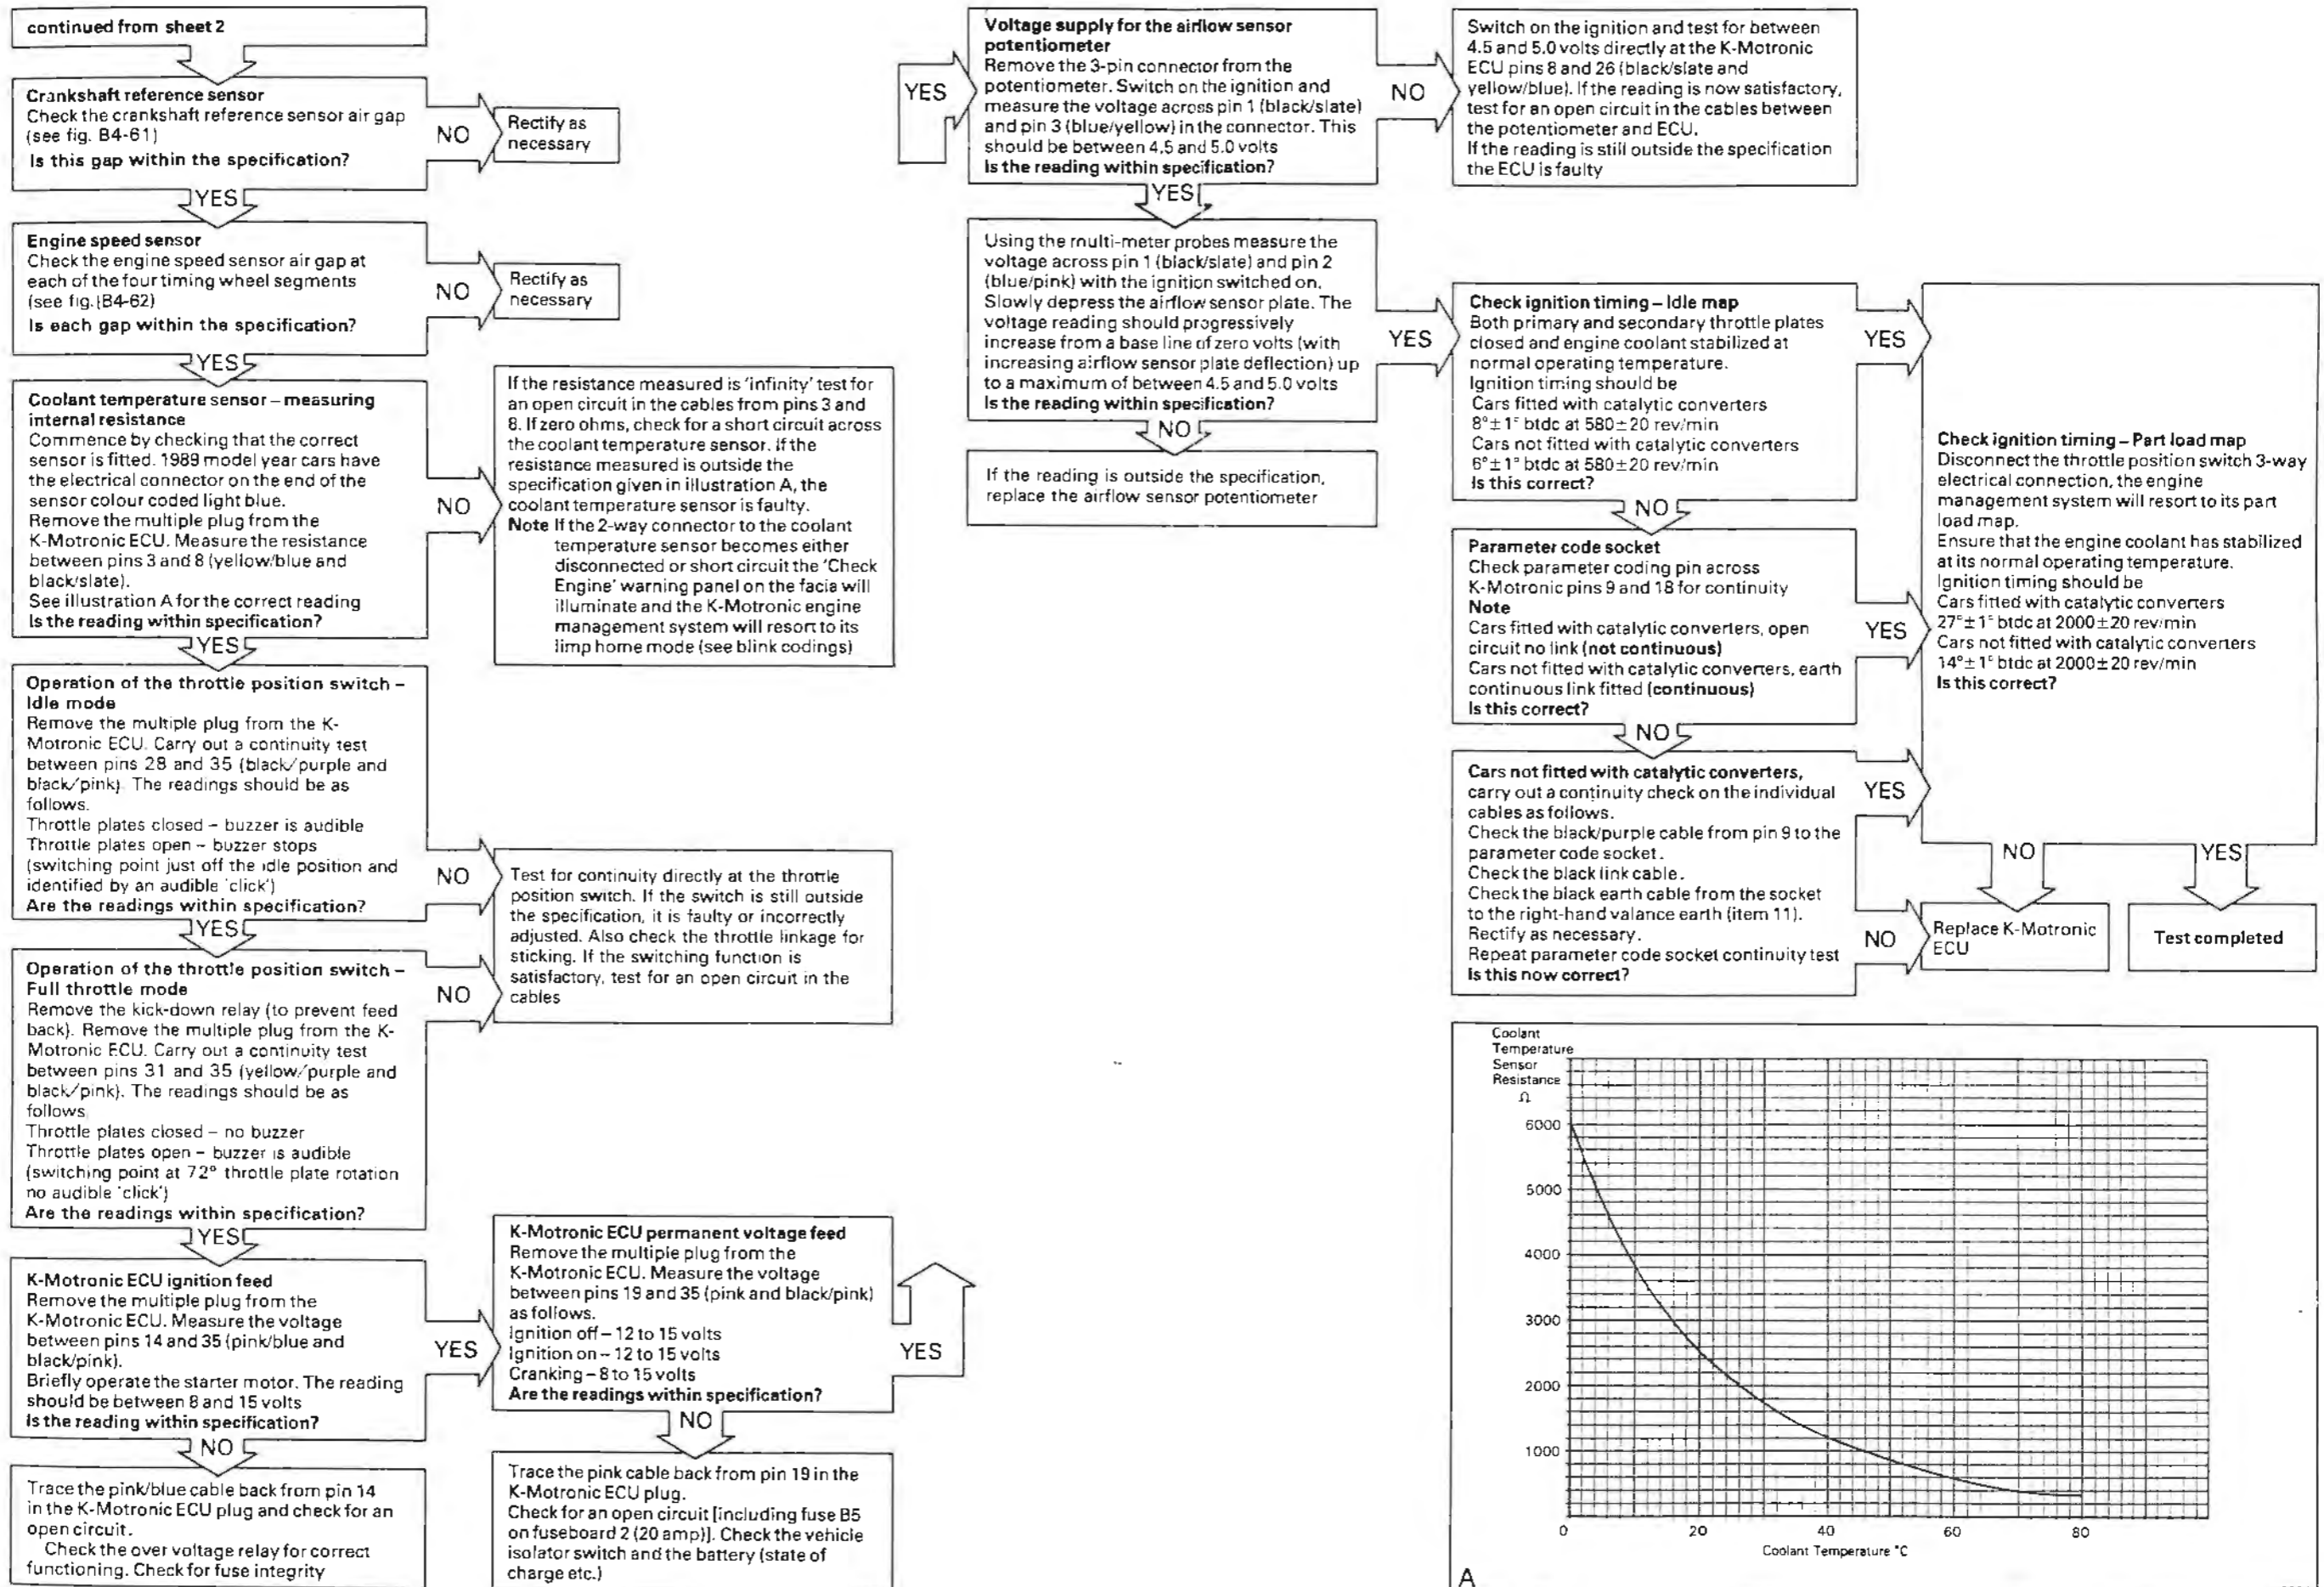 continued from sheet 2
Crankshaft reference sensor
Check the crankshaft reference sensor air gap
(see fig. B4-61)
Is this gap within the specification?
NO
Rectify as
necessary
YES
Engine speed sensor
Check the engine speed sensor air gap at
each of the four timing wheel segments
(see fig.(B4-62)
Is each gap within the specification?
NO
Rectify as
necessary
YES
Coolant temperature sensor – measuring
internal resistance
Commence by checking that the correct
sensor is fitted. 1989 model year cars have
the electrical connector on the end of the
sensor colour coded light blue.
Remove the multiple plug from the
K-Motronic ECU. Measure the resistance
between pins 3 and 8 (yellow/blue and
black/slate).
See illustration A for the correct reading
Is the reading within specification?
NO
If the resistance measured is 'infinity' test for
an open circuit in the cables from pins 3 and
8. If zero ohms, check for a short circuit across
the coolant temperature sensor. If the
resistance measured is outside the
specification given in illustration A, the
coolant temperature sensor is faulty.
Note If the 2-way connector to the coolant
temperature sensor becomes either
disconnected or short circuit the 'Check
Engine' warning panel on the facia will
illuminate and the K-Motronic engine
management system will resort to its
limp home mode (see blink codings)
YES
Operation of the throttle position switch –
Idle mode
Remove the multiple plug from the K-
Motronic ECU. Carry out a continuity test
between pins 28 and 35 (black/purple and
black/pink). The readings should be as
follows.
Throttle plates closed – buzzer is audible
Throttle plates open – buzzer stops
(switching point just off the idle position and
identified by an audible 'click')
Are the readings within specification?
NO
Test for continuity directly at the throttle
position switch. If the switch is still outside
the specification, it is faulty or incorrectly
adjusted. Also check the throttle linkage for
sticking. If the switching function is
satisfactory, test for an open circuit in the
cables
YES
Operation of the throttle position switch –
Full throttle mode
Remove the kick-down relay (to prevent feed
back). Remove the multiple plug from the K-
Motronic ECU. Carry out a continuity test
between pins 31 and 35 (yellow/purple and
black/pink). The readings should be as
follows.
Throttle plates closed – no buzzer
Throttle plates open – buzzer is audible
(switching point at 72° throttle plate rotation
no audible 'click')
Are the readings within specification?
NO
YES
K-Motronic ECU ignition feed
Remove the multiple plug from the
K-Motronic ECU. Measure the voltage
between pins 14 and 35 (pink/blue and
black/pink).
Briefly operate the starter motor. The reading
should be between 8 and 15 volts
Is the reading within specification?
YES
NO
Trace the pink/blue cable back from pin 14
in the K-Motronic ECU plug and check for an
open circuit.
Check the over voltage relay for correct
functioning. Check for fuse integrity
K-Motronic ECU permanent voltage feed
Remove the multiple plug from the
K-Motronic ECU. Measure the voltage
between pins 19 and 35 (pink and black/pink)
as follows.
Ignition off – 12 to 15 volts
Ignition on – 12 to 15 volts
Cranking – 8 to 15 volts
Are the readings within specification?
YES
NO
Trace the pink cable back from pin 19 in the
K-Motronic ECU plug.
Check for an open circuit [including fuse B5
on fuseboard 2 (20 amp)]. Check the vehicle
isolator switch and the battery (state of
charge etc.)
YES
Voltage supply for the airflow sensor
potentiometer
Remove the 3-pin connector from the
potentiometer. Switch on the ignition and
measure the voltage across pin 1 (black/slate)
and pin 3 (blue/yellow) in the connector. This
should be between 4.5 and 5.0 volts
Is the reading within specification?
NO
Switch on the ignition and test for between
4.5 and 5.0 volts directly at the K-Motronic
ECU pins 8 and 26 (black/slate and
yellow/blue). If the reading is now satisfactory,
test for an open circuit in the cables between
the potentiometer and ECU.
If the reading is still outside the specification
the ECU is faulty
YES
Using the multi-meter probes measure the
voltage across pin 1 (black/slate) and pin 2
(blue/pink) with the ignition switched on.
Slowly depress the airflow sensor plate. The
voltage reading should progressively
increase from a base line of zero volts (with
increasing airflow sensor plate deflection) up
to a maximum of between 4.5 and 5.0 volts
Is the reading within specification?
YES
NO
If the reading is outside the specification,
replace the airflow sensor potentiometer
Check ignition timing – Idle map
Both primary and secondary throttle plates
closed and engine coolant stabilized at
normal operating temperature.
Ignition timing should be
Cars fitted with catalytic converters
8°±1° btdc at 580±20 rev/min
Cars not fitted with catalytic converters
6°±1° btdc at 580±20 rev/min
Is this correct?
YES
NO
Parameter code socket
Check parameter coding pin across
K-Motronic pins 9 and 18 for continuity
Note
Cars fitted with catalytic converters, open
circuit no link (not continuous)
Cars not fitted with catalytic converters, earth
continuous link fitted (continuous)
Is this correct?
YES
NO
Cars not fitted with catalytic converters,
carry out a continuity check on the individual
cables as follows.
Check the black/purple cable from pin 9 to the
parameter code socket.
Check the black link cable.
Check the black earth cable from the socket
to the right-hand valance earth (item 11).
Rectify as necessary.
Repeat parameter code socket continuity test
Is this now correct?
YES
NO
Check ignition timing – Part load map
Disconnect the throttle position switch 3-way
electrical connection, the engine
management system will resort to its part
load map.
Ensure that the engine coolant has stabilized
at its normal operating temperature.
Ignition timing should be
Cars fitted with catalytic converters
27°±1° btdc at 2000±20 rev/min
Cars not fitted with catalytic converters
14°±1° btdc at 2000±20 rev/min
Is this correct?
NO
YES
Replace K-Motronic
ECU
Test completed
Coolant
Temperature
Sensor
Resistance
Ω
6000
5000
4000
3000
2000
1000
0
20
40
60
80
Coolant Temperature °C
A